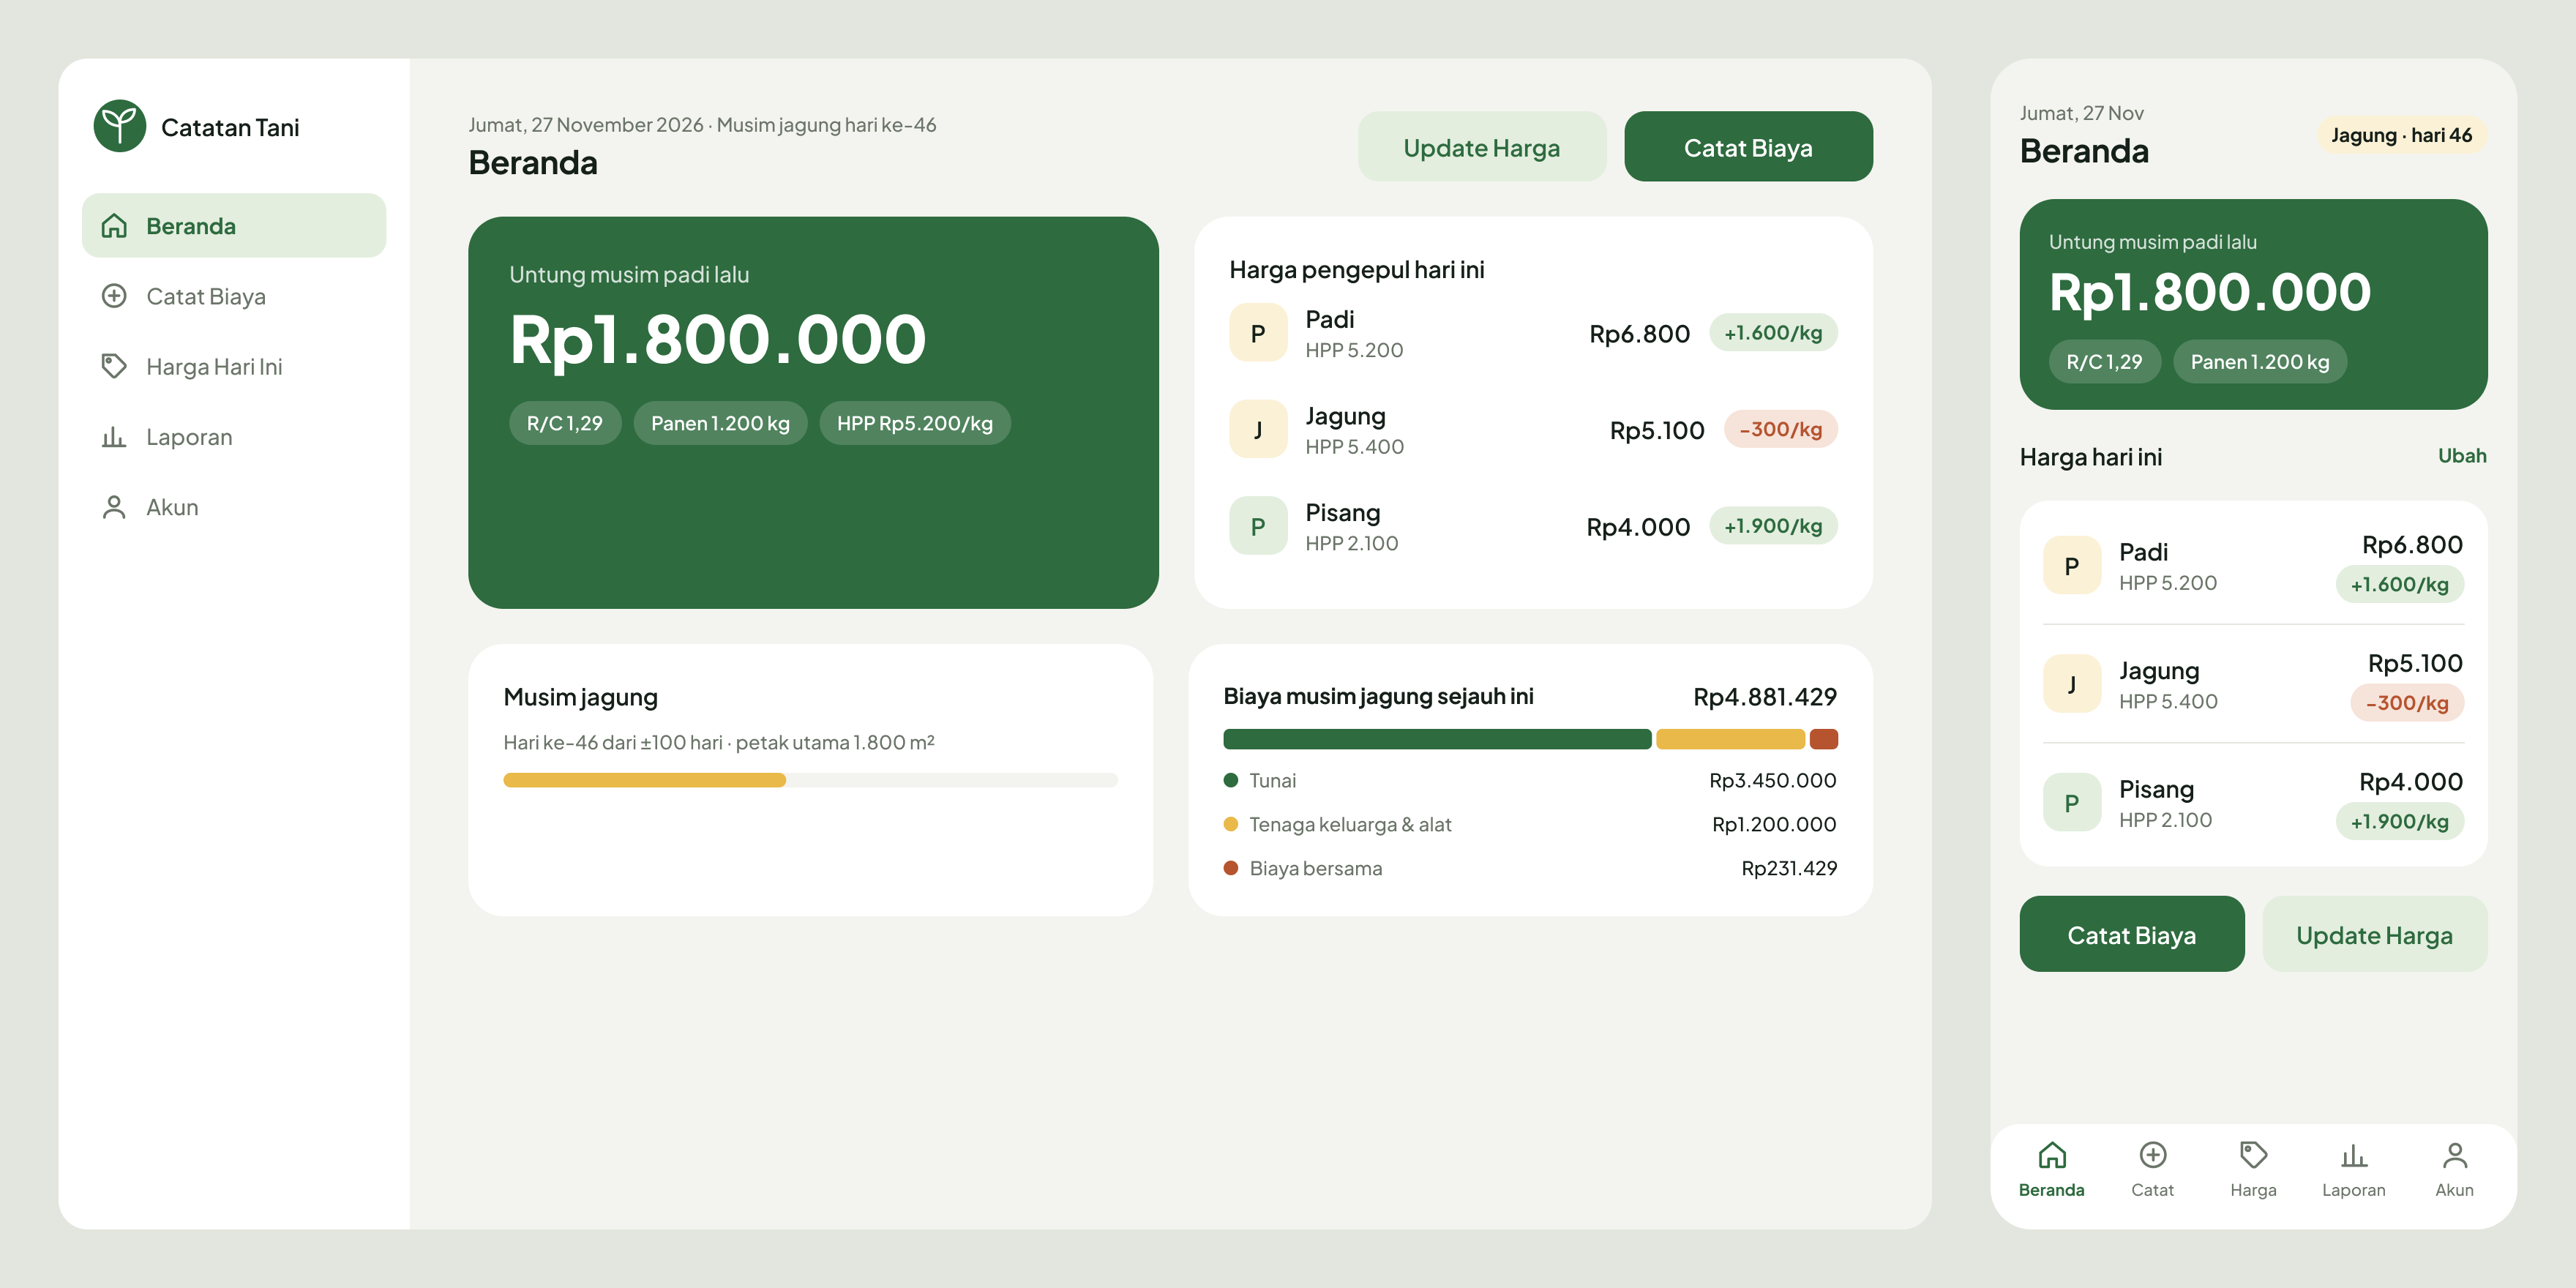 Catatan Tani
Beranda
Catat Biaya
Harga Hari Ini
Laporan
Akun
Jumat, 27 November 2026 · Musim jagung hari ke-46
Beranda
Update Harga
Catat Biaya
Untung musim padi lalu
Rp1.800.000
R/C 1,29
Panen 1.200 kg
HPP Rp5.200/kg
Harga pengepul hari ini
P
Padi
HPP 5.200
Rp6.800
+1.600/kg
J
Jagung
HPP 5.400
Rp5.100
−300/kg
P
Pisang
HPP 2.100
Rp4.000
+1.900/kg
Musim jagung
Hari ke-46 dari ±100 hari · petak utama 1.800 m²
Biaya musim jagung sejauh ini
Rp4.881.429
Tunai
Rp3.450.000
Tenaga keluarga & alat
Rp1.200.000
Biaya bersama
Rp231.429
Jumat, 27 Nov
Beranda
Jagung · hari 46
Untung musim padi lalu
Rp1.800.000
R/C 1,29
Panen 1.200 kg
Harga hari ini
Ubah
P
Padi
HPP 5.200
Rp6.800
+1.600/kg
J
Jagung
HPP 5.400
Rp5.100
−300/kg
P
Pisang
HPP 2.100
Rp4.000
+1.900/kg
Catat Biaya
Update Harga
Beranda
Catat
Harga
Laporan
Akun